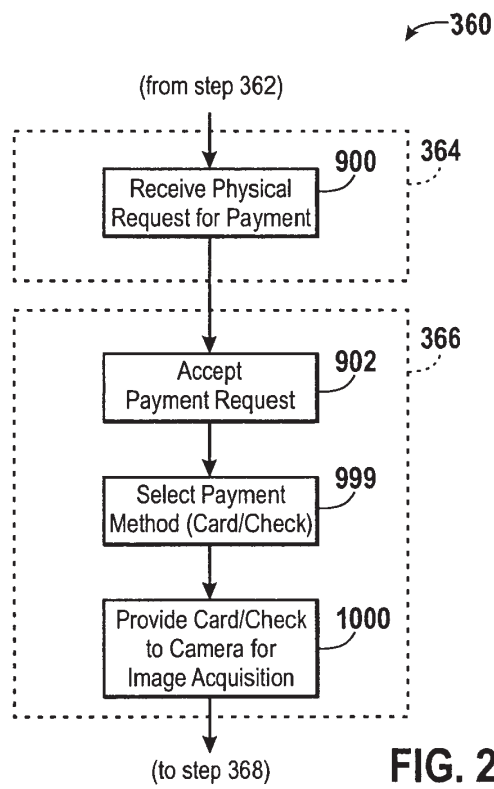 360
(from step 362)
364
900
Receive Physical
Request for Payment
366
902
Accept
Payment Request
999
Select Payment
Method (Card/Check)
1000
Provide Card/Check
to Camera for
Image Acquisition
(to step 368)
FIG. 2